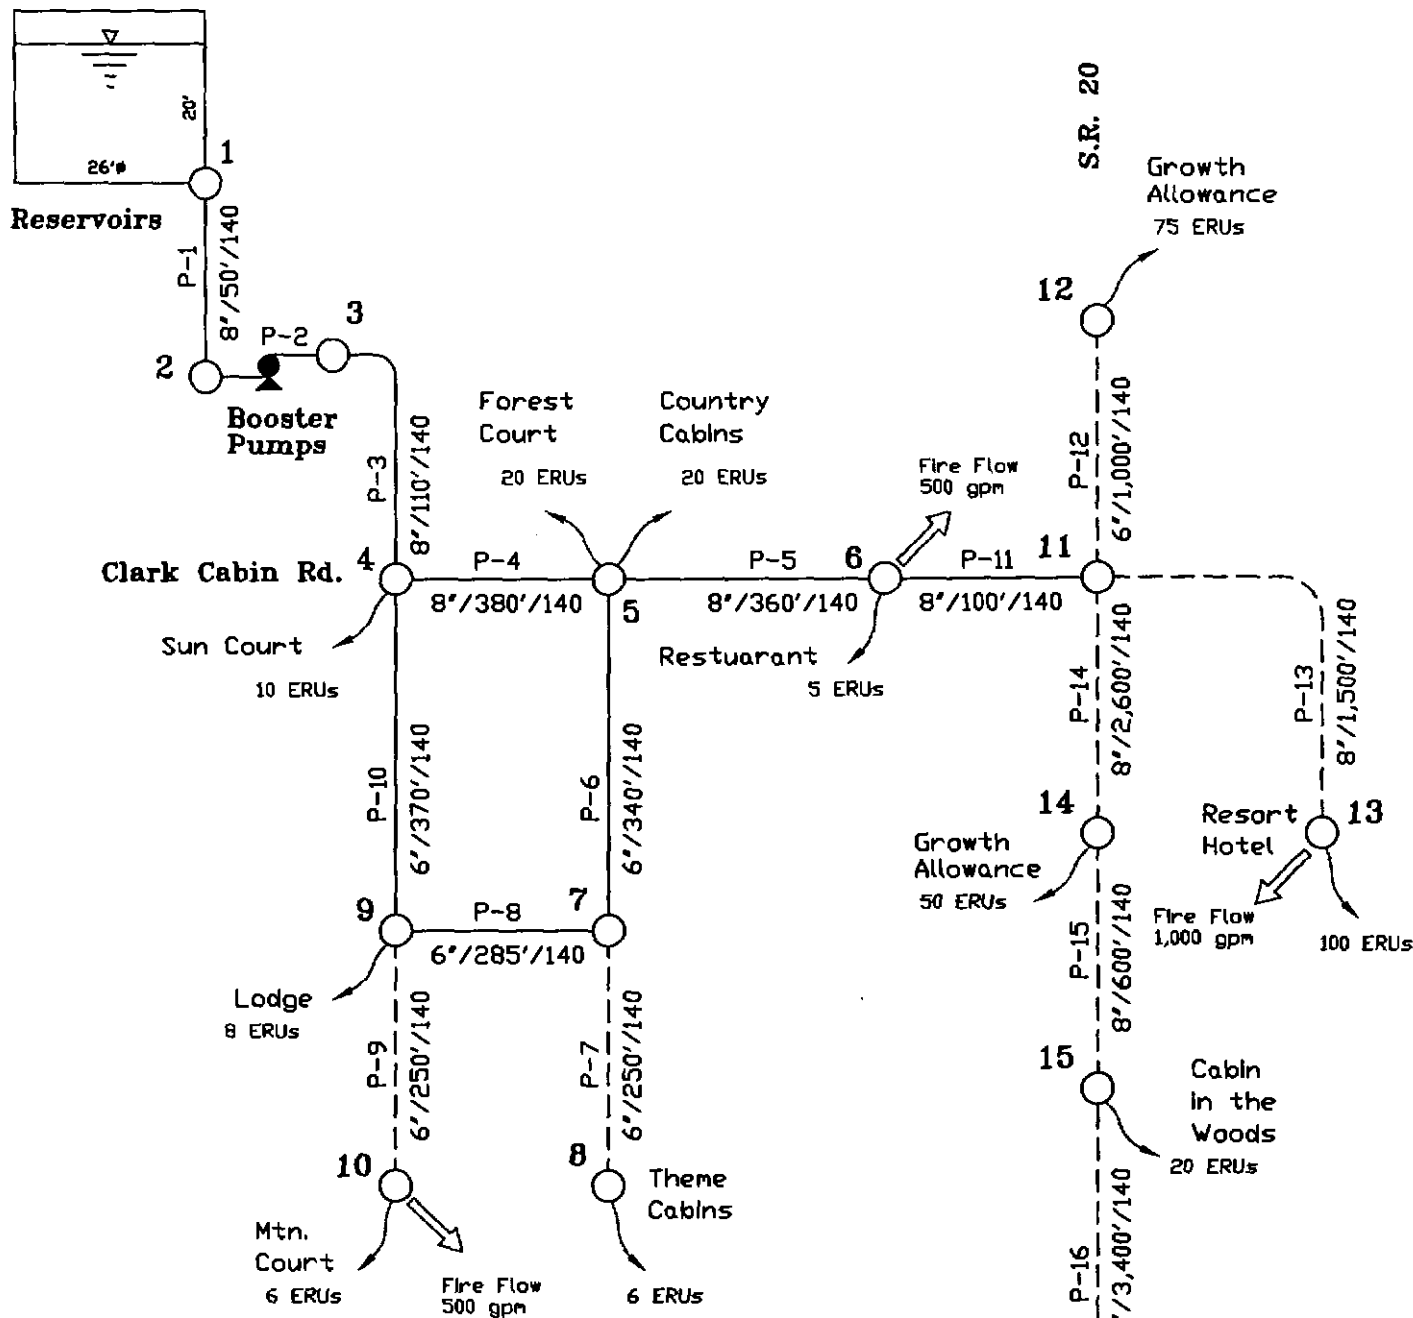 20'
26'ø
1
Reservoirs
P-1
8"/50'/140
2
P-2
3
Booster
Pumps
P-3
8"/110'/140
Clark Cabin Rd.
4
Sun Court
10 ERUs
P-4
8"/380'/140
Forest
Court
20 ERUs
Country
Cabins
20 ERUs
5
P-5
8"/360'/140
6
Fire Flow
500 gpm
Restuarant
5 ERUs
P-11
8"/100'/140
11
S.R. 20
Growth
Allowance
75 ERUs
12
P-12
6"/1,000'/140
P-13
8"/1,500'/140
P-14
8"/2,600'/140
Resort
Hotel
13
Fire Flow
1,000 gpm
100 ERUs
14
Growth
Allowance
50 ERUs
P-15
8"/600'/140
15
Cabin
in the
Woods
20 ERUs
P-16
"/3,400'/140
P-10
6"/370'/140
P-6
6"/340'/140
9
P-8
6"/285'/140
7
Lodge
8 ERUs
P-9
6"/250'/140
P-7
6"/250'/140
10
Mtn.
Court
6 ERUs
Fire Flow
500 gpm
8
Theme
Cabins
6 ERUs